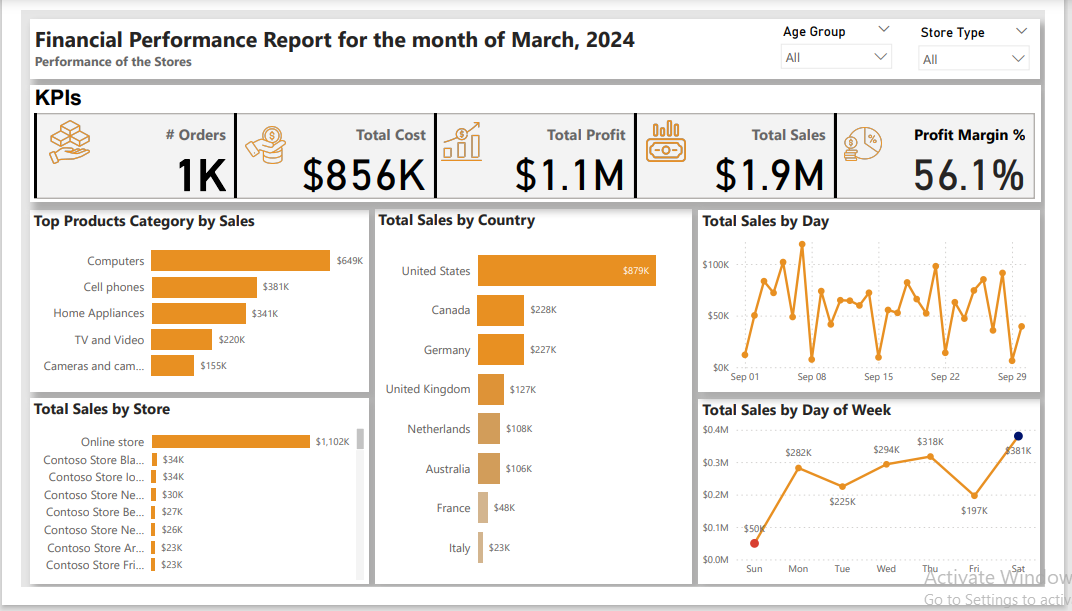 Financial Performance Report for the month of March, 2024
Performance of the Stores
Age Group
All
Store Type
All
KPIs
# Orders
1K
Total Cost
$856K
Total Profit
$1.1M
Total Sales
$1.9M
Profit Margin %
56.1%
Top Products Category by Sales
Computers $649K
Cell phones $381K
Home Appliances $341K
TV and Video $220K
Cameras and cam... $155K
Total Sales by Store
Online store $1,102K
Contoso Store Bla... $34K
Contoso Store Io... $34K
Contoso Store Ne... $30K
Contoso Store Be... $27K
Contoso Store Ne... $26K
Contoso Store Ar... $23K
Contoso Store Fri... $23K
Total Sales by Country
United States $879K
Canada $228K
Germany $227K
United Kingdom $127K
Netherlands $108K
Australia $106K
France $48K
Italy $23K
Total Sales by Day
$100K
$50K
$0K
Sep 01 Sep 08 Sep 15 Sep 22 Sep 29
Total Sales by Day of Week
$0.4M
$0.3M
$0.2M
$0.1M
$0.0M
$50K $282K $225K $294K $318K $197K $381K
Sun Mon Tue Wed Thu Fri Sat
Activate Window
Go to Settings to activ